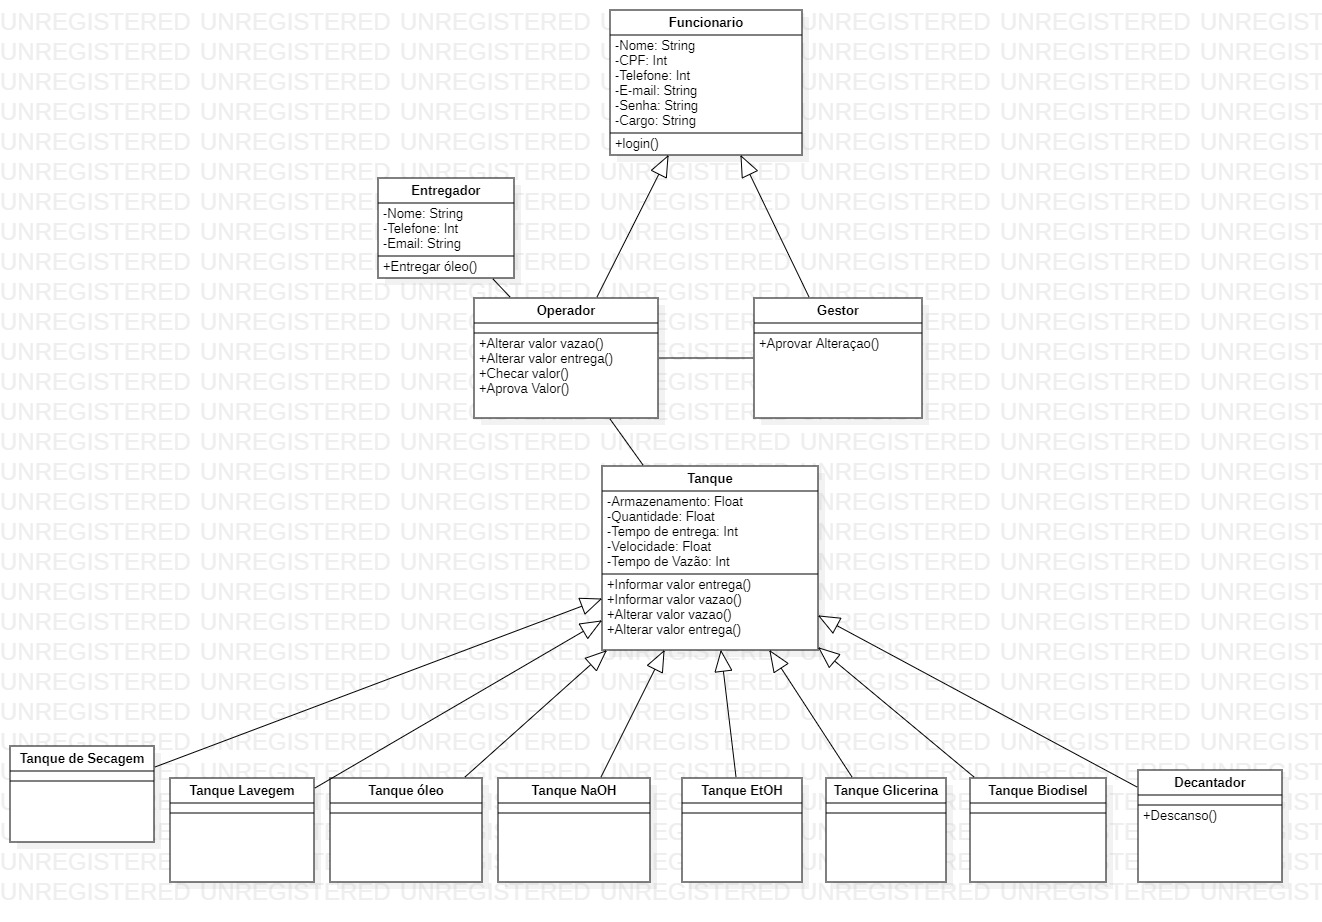 Funcionario
-Nome: String
-CPF: Int
-Telefone: Int
-E-mail: String
-Senha: String
-Cargo: String
+login()
Entregador
-Nome: String
-Telefone: Int
-Email: String
+Entregar óleo()
Operador
+Alterar valor vazao()
+Alterar valor entrega()
+Checar valor()
+Aprova Valor()
Gestor
+Aprovar Alteraçao()
Tanque
-Armazenamento: Float
-Quantidade: Float
-Tempo de entrega: Int
-Velocidade: Float
-Tempo de Vazão: Int
+Informar valor entrega()
+Informar valor vazao()
+Alterar valor vazao()
+Alterar valor entrega()
Tanque de Secagem
Tanque Lavegem
Tanque óleo
Tanque NaOH
Tanque EtOH
Tanque Glicerina
Tanque Biodisel
Decantador
+Descanso()
UNREGISTERED